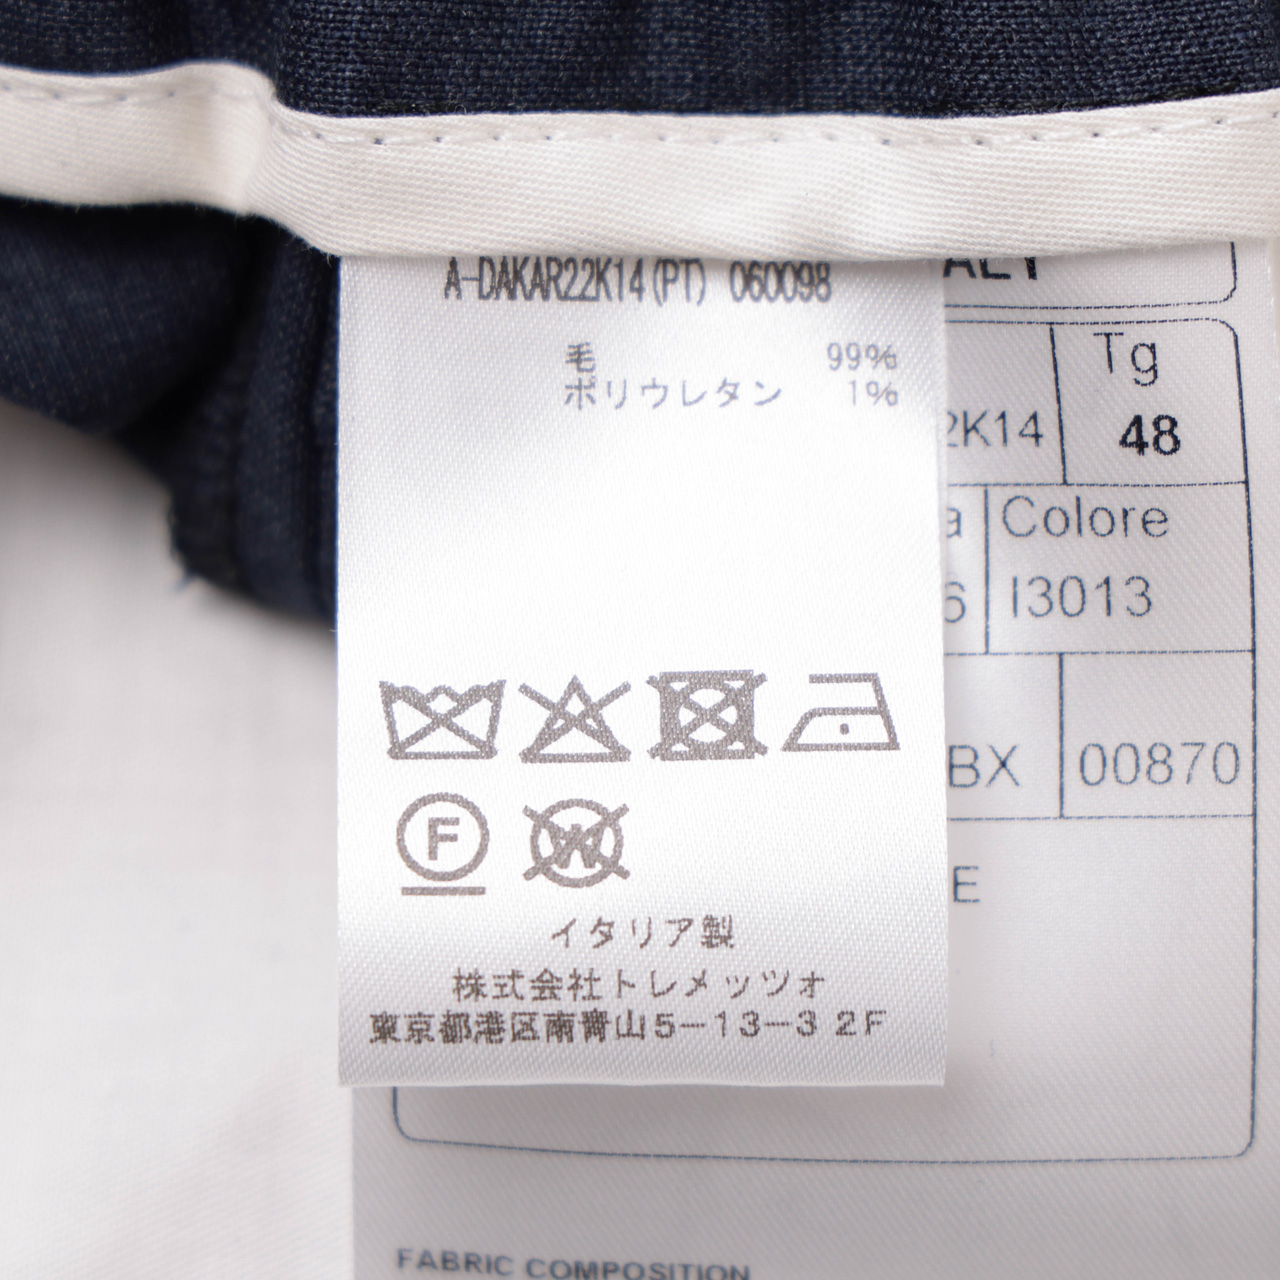 A-DAKAR22K14(PT) 060098
毛 99%
ポリウレタン 1%
F
W
イタリア製
株式会社トレメッツォ
東京都港区南青山5-13-3 2F
Tg
2K14 48
a Colore
6 I3013
BX 00870
E
FABRIC COMPOSITION